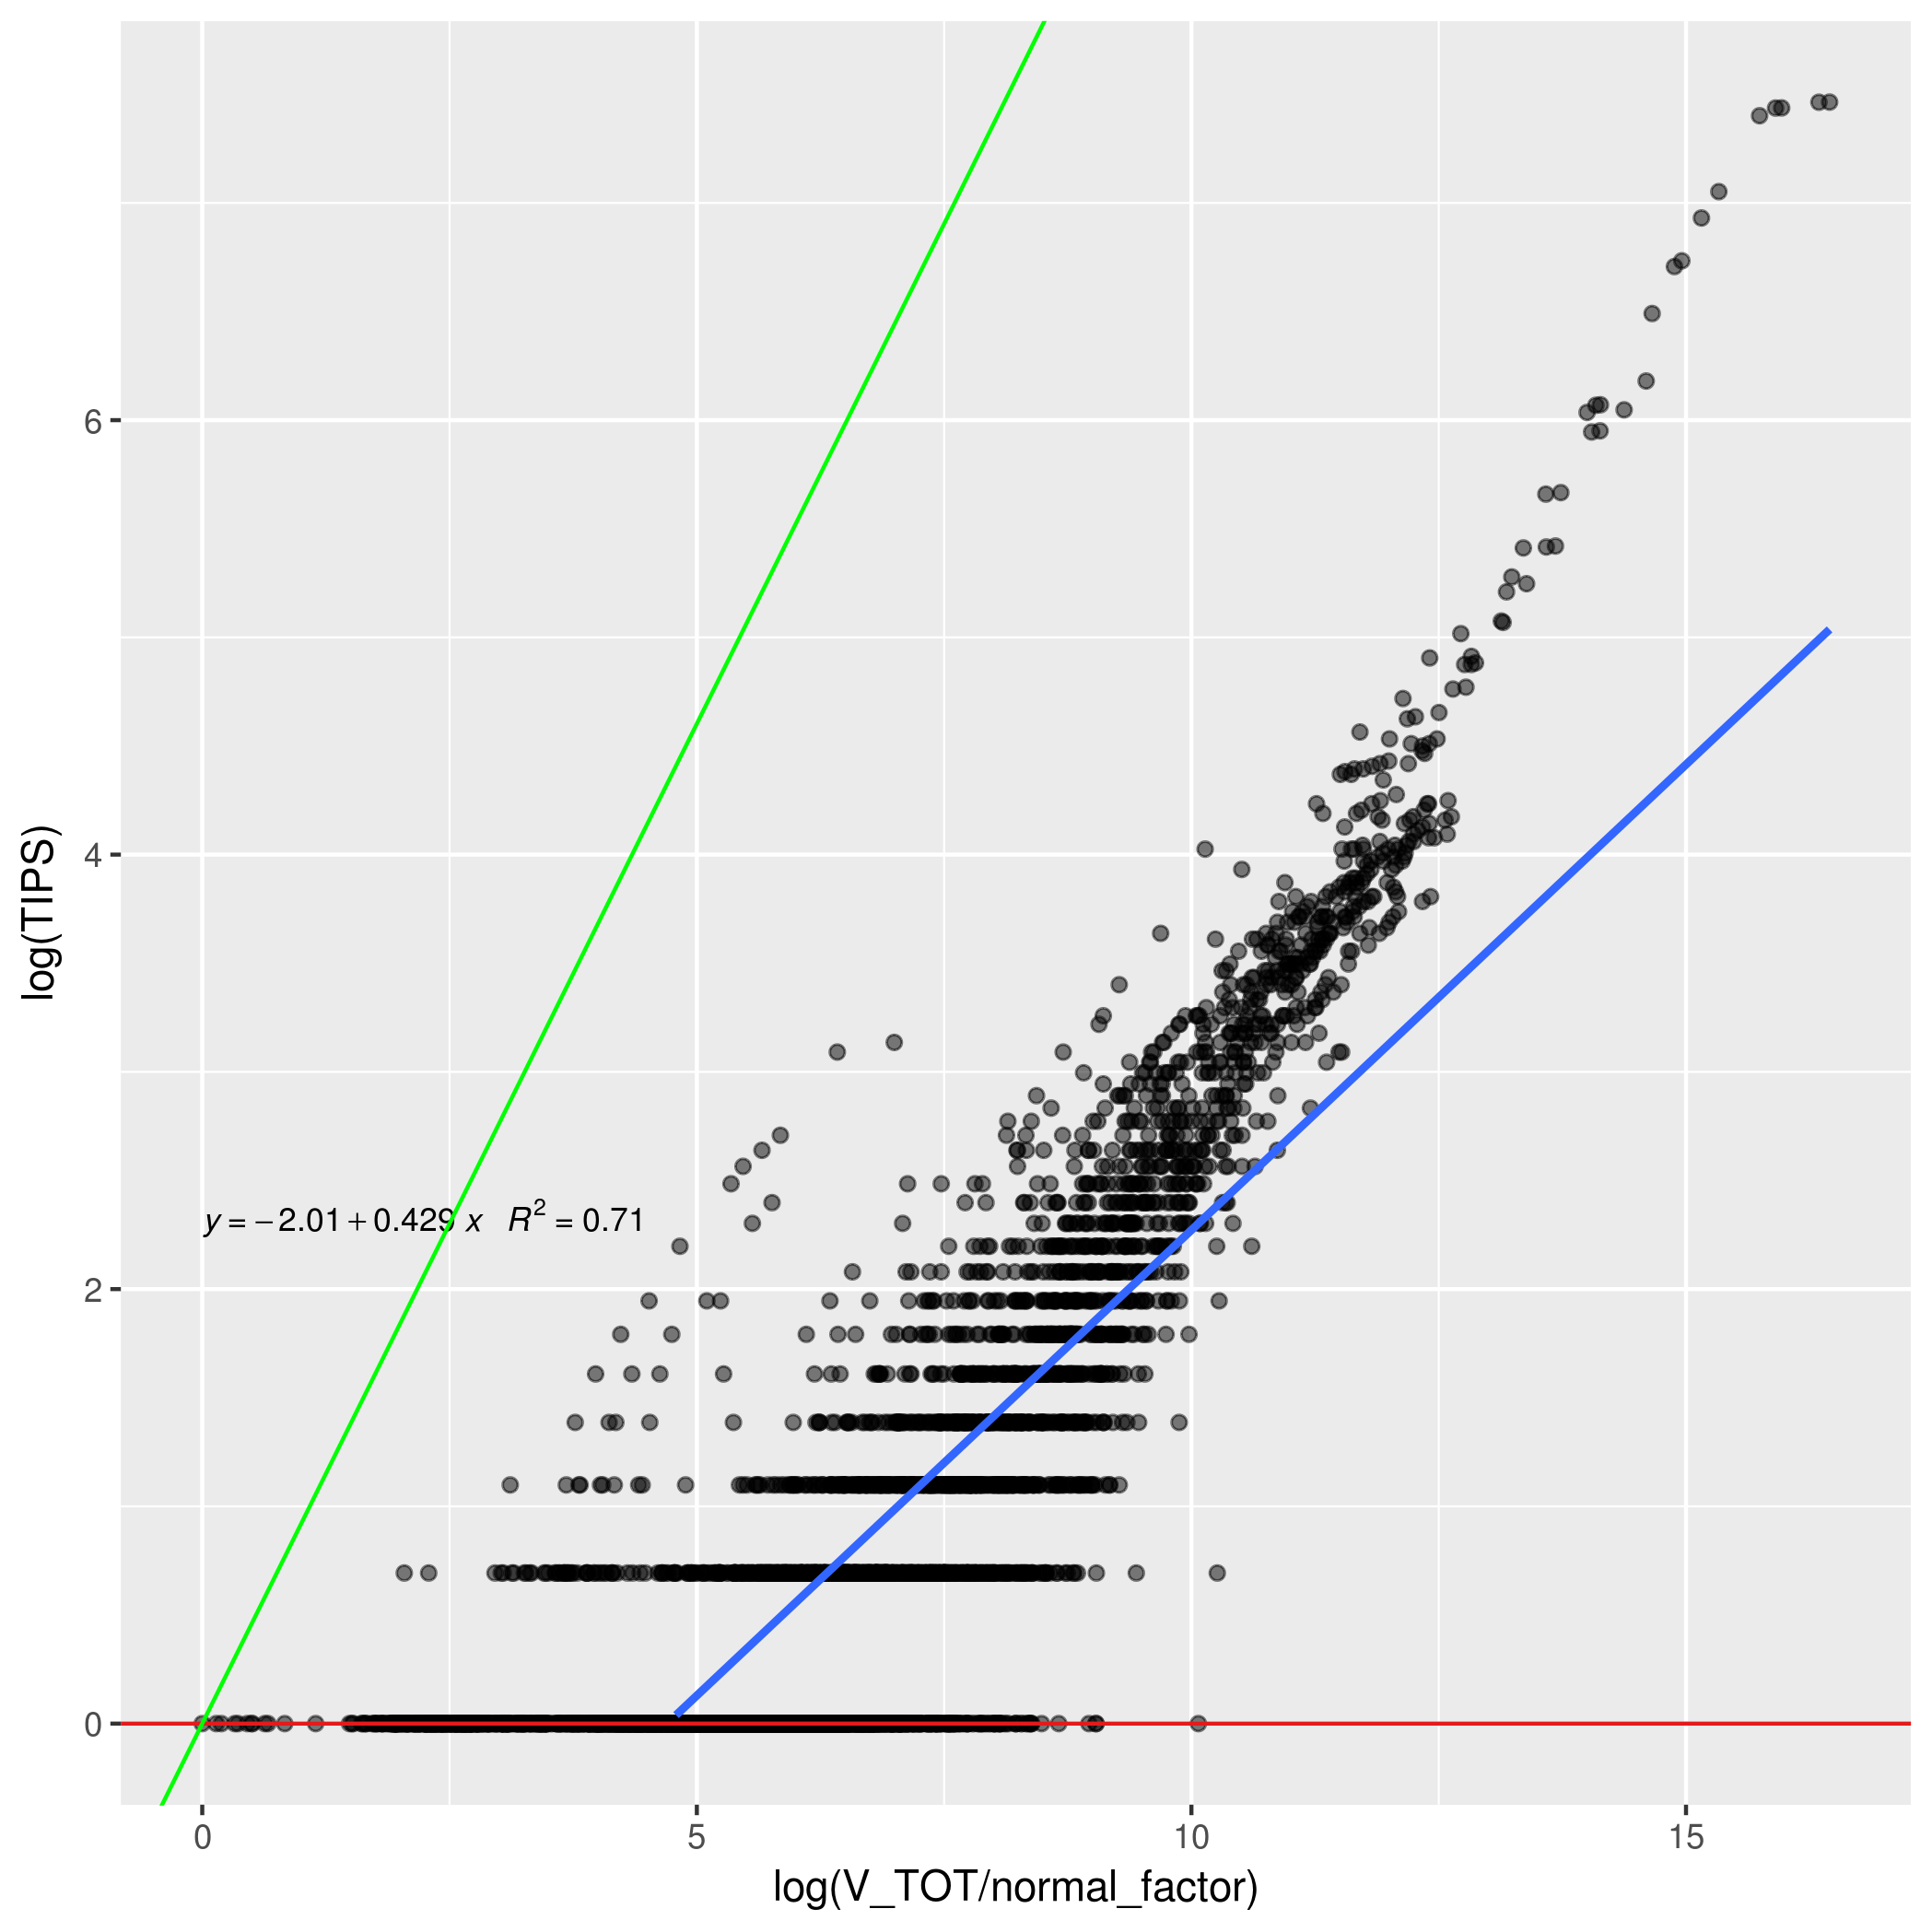 log(TIPS)
6
4
y = −2.01 + 0.429 x R² = 0.71
2
0
0 5 10 15
log(V_TOT/normal_factor)